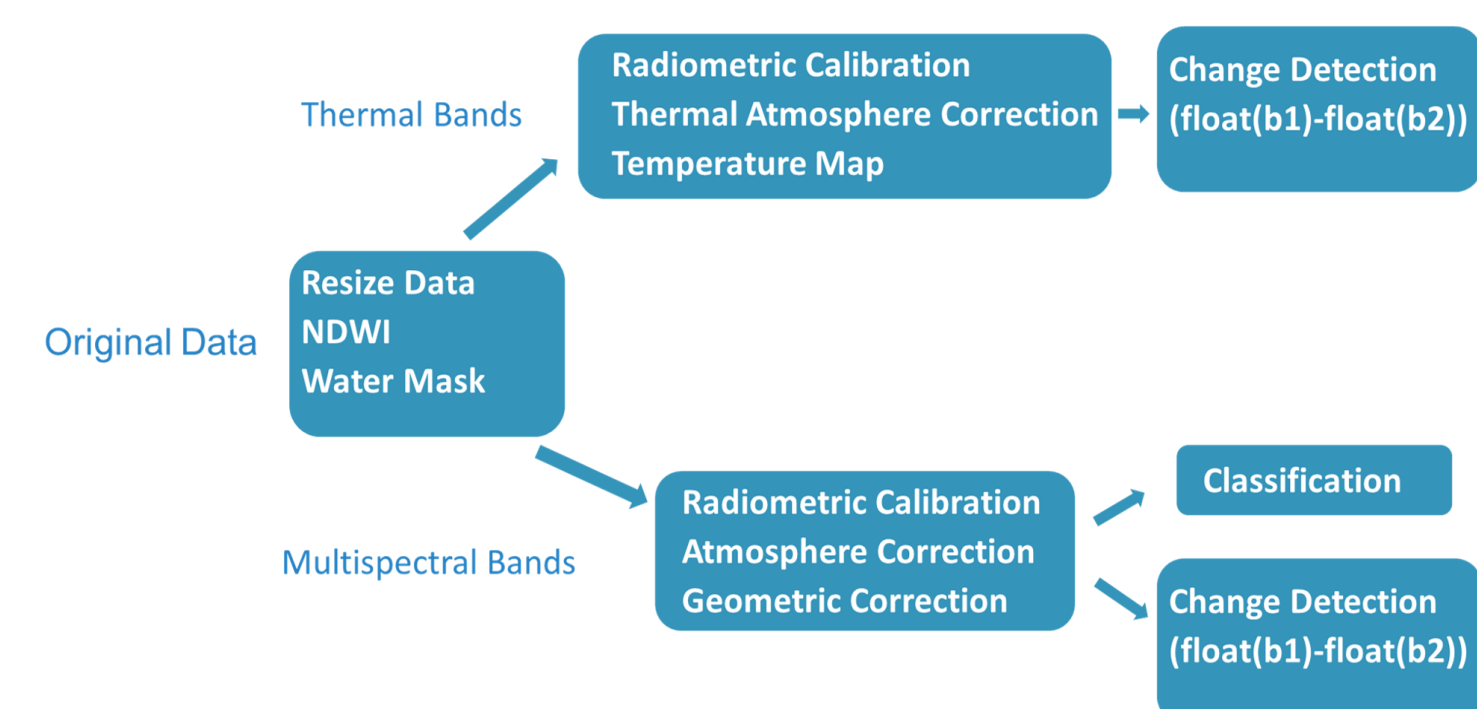 Thermal Bands
Radiometric Calibration
Thermal Atmosphere Correction
Temperature Map
Change Detection
(float(b1)-float(b2))
Original Data
Resize Data
NDWI
Water Mask
Multispectral Bands
Radiometric Calibration
Atmosphere Correction
Geometric Correction
Classification
Change Detection
(float(b1)-float(b2))